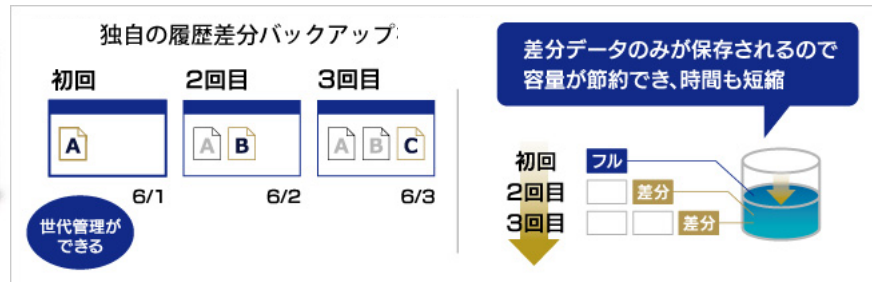 独自の履歴差分バックアップ
初回
2回目
3回目
A
A B
A B C
6/1
6/2
6/3
世代管理が
できる
差分データのみが保存されるので
容量が節約でき、時間も短縮
初回
フル
2回目
差分
3回目
差分